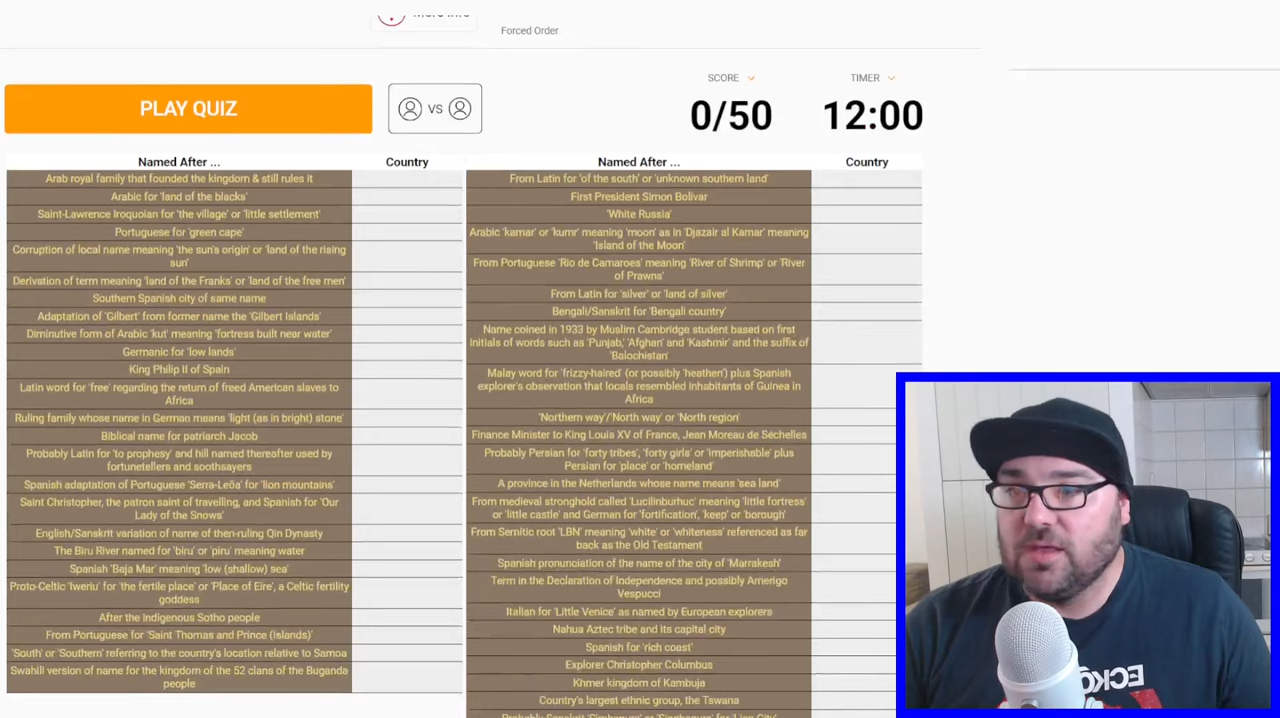 More Info
Forced Order
PLAY QUIZ
VS
SCORE
0/50
TIMER
12:00
Named After ...
Country
Arab royal family that founded the kingdom & still rules it
Arabic for 'land of the blacks'
Saint-Lawrence Iroquoian for 'the village' or 'little settlement'
Portuguese for 'green cape'
Corruption of local name meaning 'the sun's origin' or 'land of the rising
sun'
Derivation of term meaning 'land of the Franks' or 'land of the free men'
Southern Spanish city of same name
Adaptation of 'Gilbert' from former name the 'Gilbert Islands'
Diminutive form of Arabic 'kut' meaning 'fortress built near water'
Germanic for 'low lands'
King Philip II of Spain
Latin word for 'free' regarding the return of freed American slaves to
Africa
Ruling family whose name in German means 'light (as in bright) stone'
Biblical name for patriarch Jacob
Probably Latin for 'to prophesy' and hill named thereafter used by
fortunetellers and soothsayers
Spanish adaptation of Portuguese 'Serra-Leõa' for 'lion mountains'
Saint Christopher, the patron saint of travelling, and Spanish for 'Our
Lady of the Snows'
English/Sanskrit variation of name of then-ruling Qin Dynasty
The Biru River named for 'biru' or 'piru' meaning water
Spanish 'Baja Mar' meaning 'low (shallow) sea'
Proto-Celtic 'Iweriu' for 'the fertile place' or 'Place of Eire', a Celtic fertility
goddess
After the indigenous Sotho people
From Portuguese for 'Saint Thomas and Prince (Islands)'
'South' or 'Southern' referring to the country's location relative to Samoa
Swahili version of name for the kingdom of the 52 clans of the Buganda
people
Named After ...
Country
From Latin for 'of the south' or 'unknown southern land'
First President Simon Bolivar
'White Russia'
Arabic 'kamar' or 'kumr' meaning 'moon' as in 'Djazair al Kamar' meaning
'Island of the Moon'
From Portuguese 'Rio de Camaroes' meaning 'River of Shrimp' or 'River
of Prawns'
From Latin for 'silver' or 'land of silver'
Bengali/Sanskrit for 'Bengali country'
Name coined in 1933 by Muslim Cambridge student based on first
initials of words such as 'Punjab,' 'Afghan' and 'Kashmir' and the suffix of
'Balochistan'
Malay word for 'frizzy-haired' (or possibly 'heathen') plus Spanish
explorer's observation that locals resembled inhabitants of Guinea in
Africa
'Northern way'/'North way' or 'North region'
Finance Minister to King Louis XV of France, Jean Moreau de Séchelles
Probably Persian for 'forty tribes', 'forty girls' or 'imperishable' plus
Persian for 'place' or 'homeland'
A province in the Netherlands whose name means 'sea land'
From medieval stronghold called 'Lucilinburhuc' meaning 'little fortress'
or 'little castle' and German for 'fortification', 'keep' or 'borough'
From Semitic root 'LBN' meaning 'white' or 'whiteness' referenced as far
back as the Old Testament
Spanish pronunciation of the name of the city of 'Marrakesh'
Term in the Declaration of Independence and possibly Amerigo
Vespucci
Italian for 'Little Venice' as named by European explorers
Nahua Aztec tribe and its capital city
Spanish for 'rich coast'
Explorer Christopher Columbus
Khmer kingdom of Kambuja
Country's largest ethnic group, the Tswana
Probably Sanskrit 'Simhapura' or 'Singhapura' for 'Lion City'
ECKO